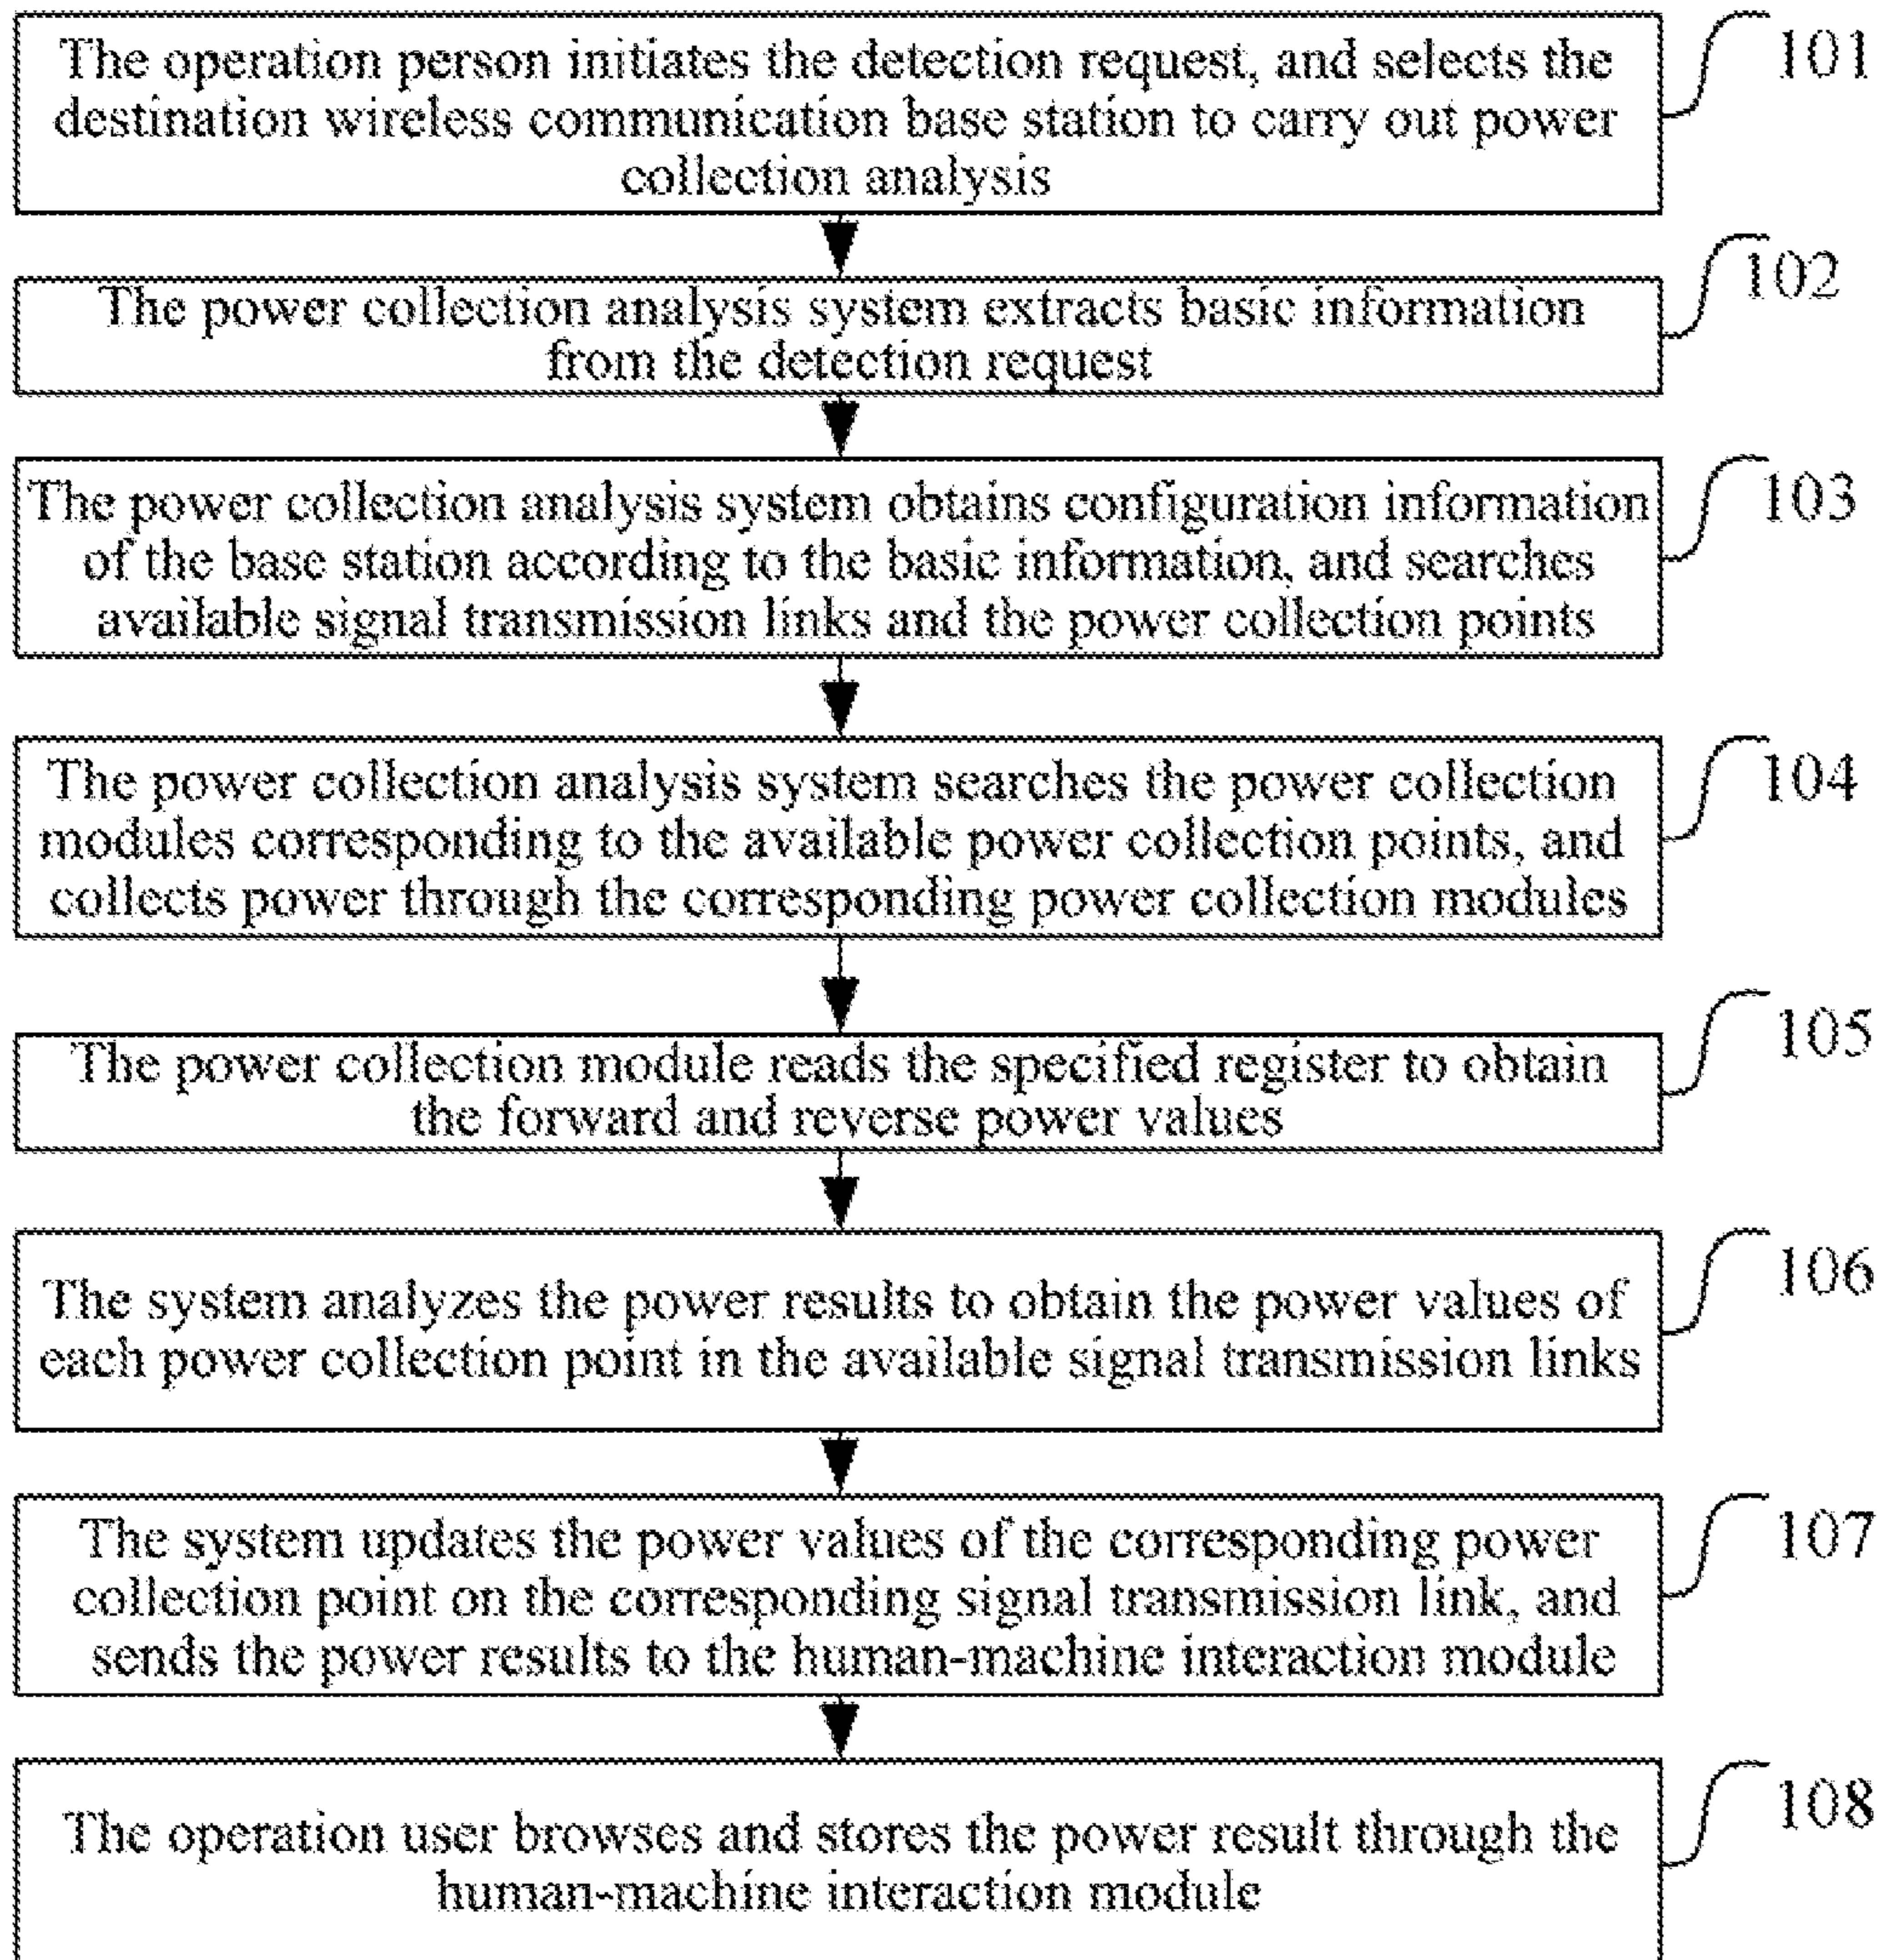 The operation person initiates the detection request, and selects the
destination wireless communication base station to carry out power
collection analysis
101
The power collection analysis system extracts basic information
from the detection request
102
The power collection analysis system obtains configuration information
of the base station according to the basic information, and searches
available signal transmission links and the power collection points
103
The power collection analysis system searches the power collection
modules corresponding to the available power collection points, and
collects power through the corresponding power collection modules
104
The power collection module reads the specified register to obtain
the forward and reverse power values
105
The system analyzes the power results to obtain the power values of
each power collection point in the available signal transmission links
106
The system updates the power values of the corresponding power
collection point on the corresponding signal transmission link, and
sends the power results to the human-machine interaction module
107
The operation user browses and stores the power result through the
human-machine interaction module
108